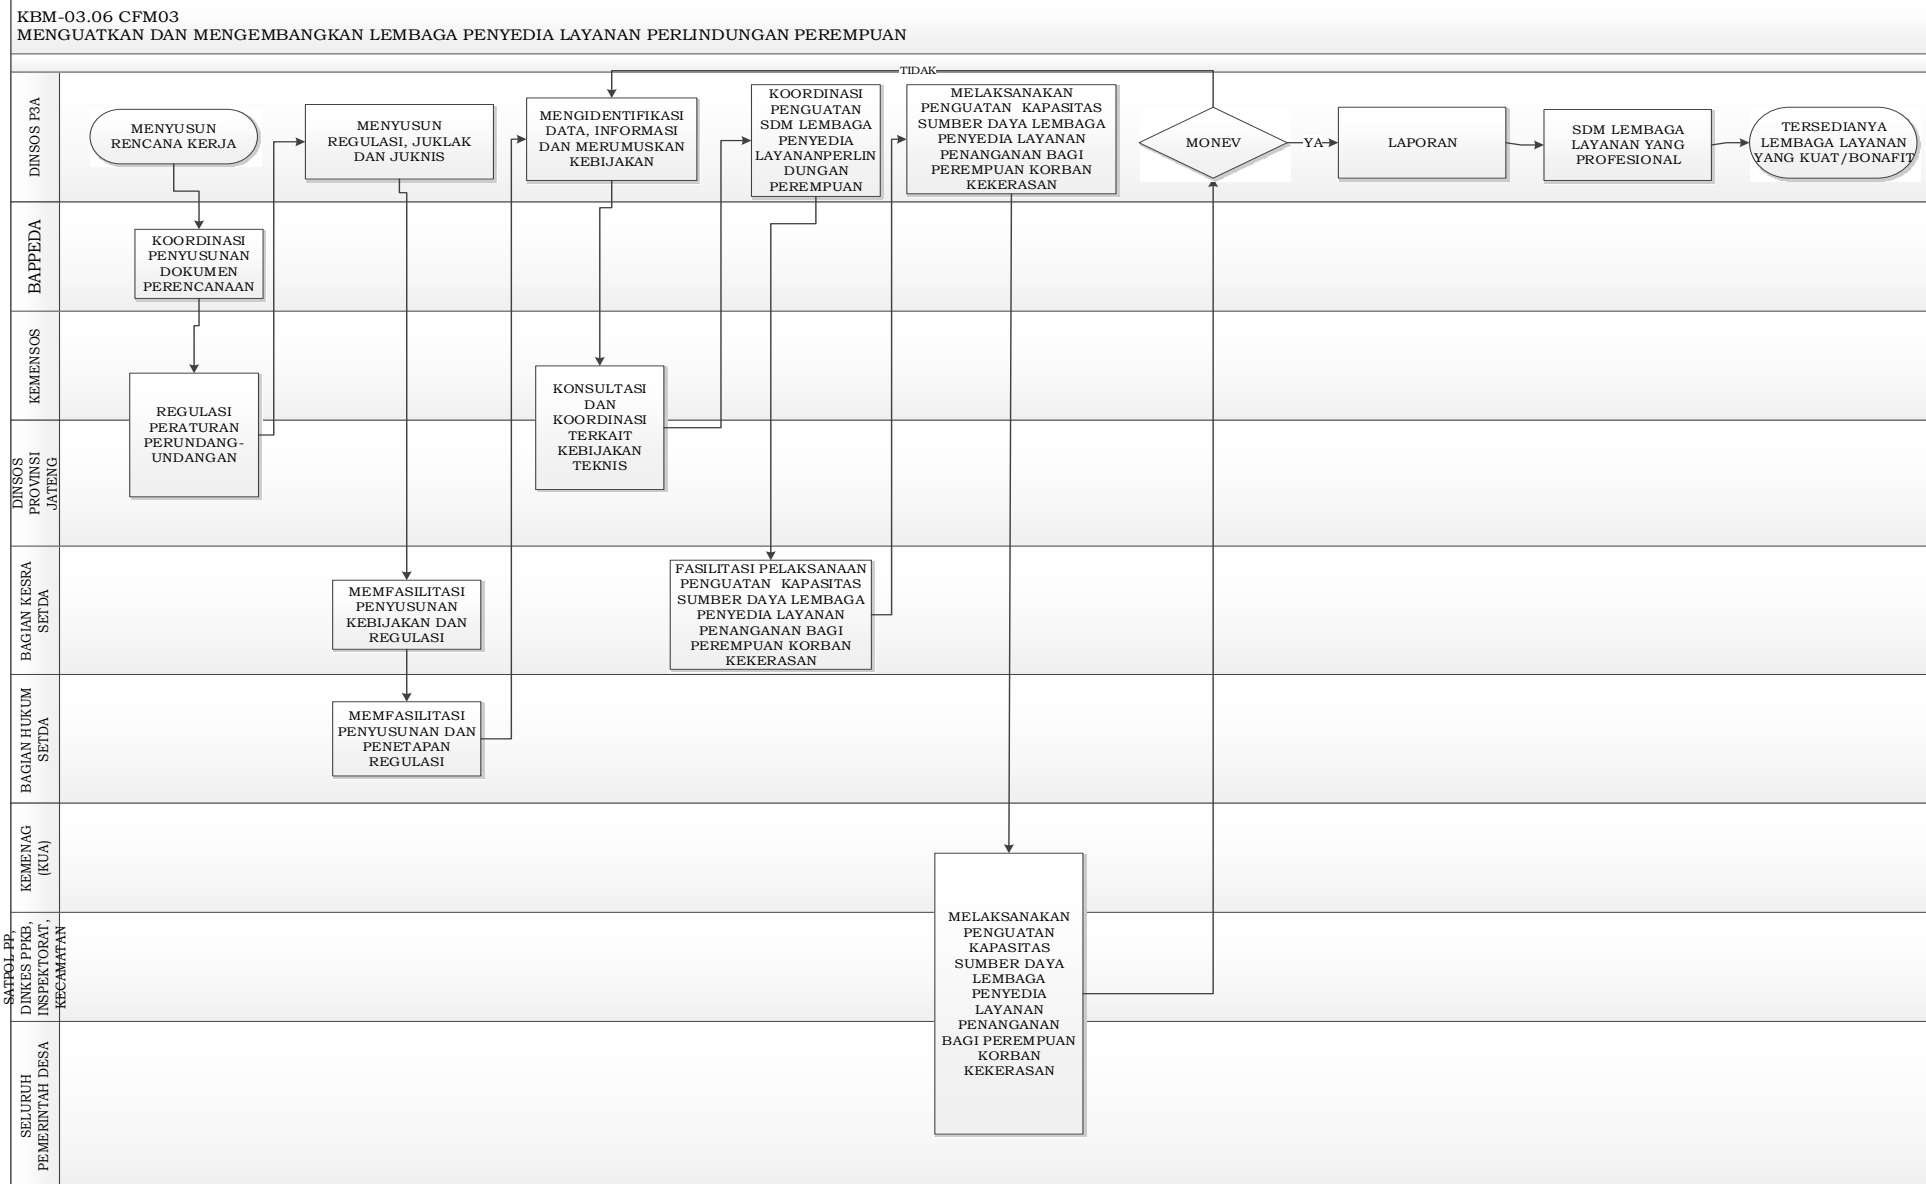 KBM-03.06 CFM03
MENGUATKAN DAN MENGEMBANGKAN LEMBAGA PENYEDIA LAYANAN PERLINDUNGAN PEREMPUAN
TIDAK
DINSOS P3A
MENYUSUN
RENCANA KERJA
MENYUSUN
REGULASI, JUKLAK
DAN JUKNIS
MENGIDENTIFIKASI
DATA, INFORMASI
DAN MERUMUSKAN
KEBIJAKAN
KOORDINASI
PENGUATAN
SDM LEMBAGA
PENYEDIA
LAYANANPERLIN
DUNGAN
PEREMPUAN
MELAKSANAKAN
PENGUATAN KAPASITAS
SUMBER DAYA LEMBAGA
PENYEDIA LAYANAN
PENANGANAN BAGI
PEREMPUAN KORBAN
KEKERASAN
MONEV
YA
LAPORAN
SDM LEMBAGA
LAYANAN YANG
PROFESIONAL
TERSEDIANYA
LEMBAGA LAYANAN
YANG KUAT/BONAFIT
BAPPEDA
KOORDINASI
PENYUSUNAN
DOKUMEN
PERENCANAAN
KEMENSOS
REGULASI
PERATURAN
PERUNDANG-
UNDANGAN
KONSULTASI
DAN
KOORDINASI
TERKAIT
KEBIJAKAN
TEKNIS
DINSOS
PROVINSI
JATENG
BAGIAN KESRA
SETDA
MEMFASILITASI
PENYUSUNAN
KEBIJAKAN DAN
REGULASI
FASILITASI PELAKSANAAN
PENGUATAN KAPASITAS
SUMBER DAYA LEMBAGA
PENYEDIA LAYANAN
PENANGANAN BAGI
PEREMPUAN KORBAN
KEKERASAN
BAGIAN HUKUM
SETDA
MEMFASILITASI
PENYUSUNAN DAN
PENETAPAN
REGULASI
KEMENAG
(KUA)
MELAKSANAKAN
PENGUATAN
KAPASITAS
SUMBER DAYA
LEMBAGA
PENYEDIA
LAYANAN
PENANGANAN
BAGI PEREMPUAN
KORBAN
KEKERASAN
SATPOL PP,
DINKES PPKB,
INSPEKTORAT,
KECAMATAN
SELURUH
PEMERINTAH DESA